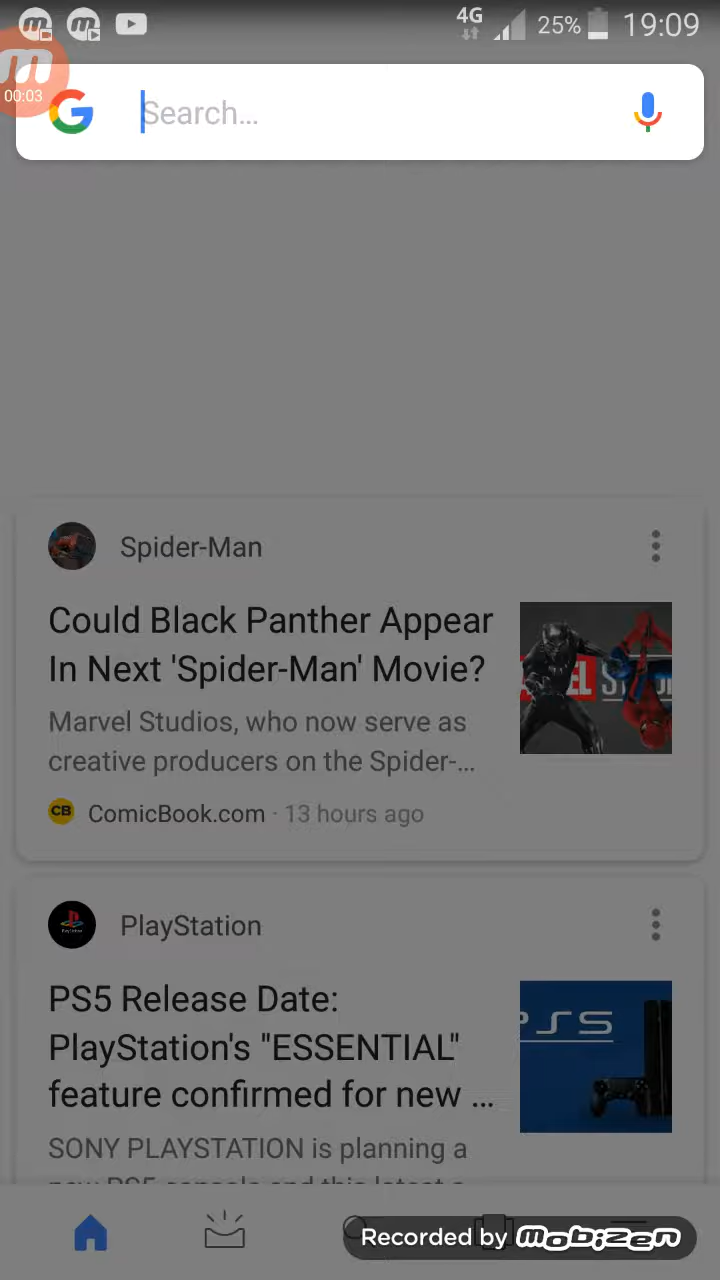 4G 25% 19:09
00:03
Search...
Spider-Man
Could Black Panther Appear
In Next 'Spider-Man' Movie?
Marvel Studios, who now serve as
creative producers on the Spider-...
CB ComicBook.com · 13 hours ago
PlayStation
PS5 Release Date:
PlayStation's "ESSENTIAL"
feature confirmed for new ...
PS5
SONY PLAYSTATION is planning a
Recorded by mobizen